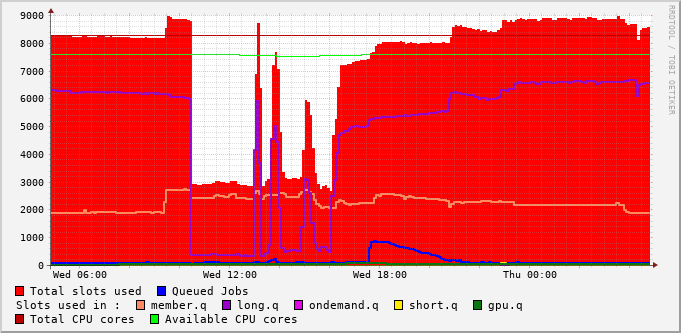 9000
8000
7000
6000
5000
4000
3000
2000
1000
0
Wed 06:00 Wed 12:00 Wed 18:00 Thu 00:00
RRDTOOL / TOBI OETIKER
Total slots used Queued Jobs
Slots used in : member.q long.q ondemand.q short.q gpu.q
Total CPU cores Available CPU cores